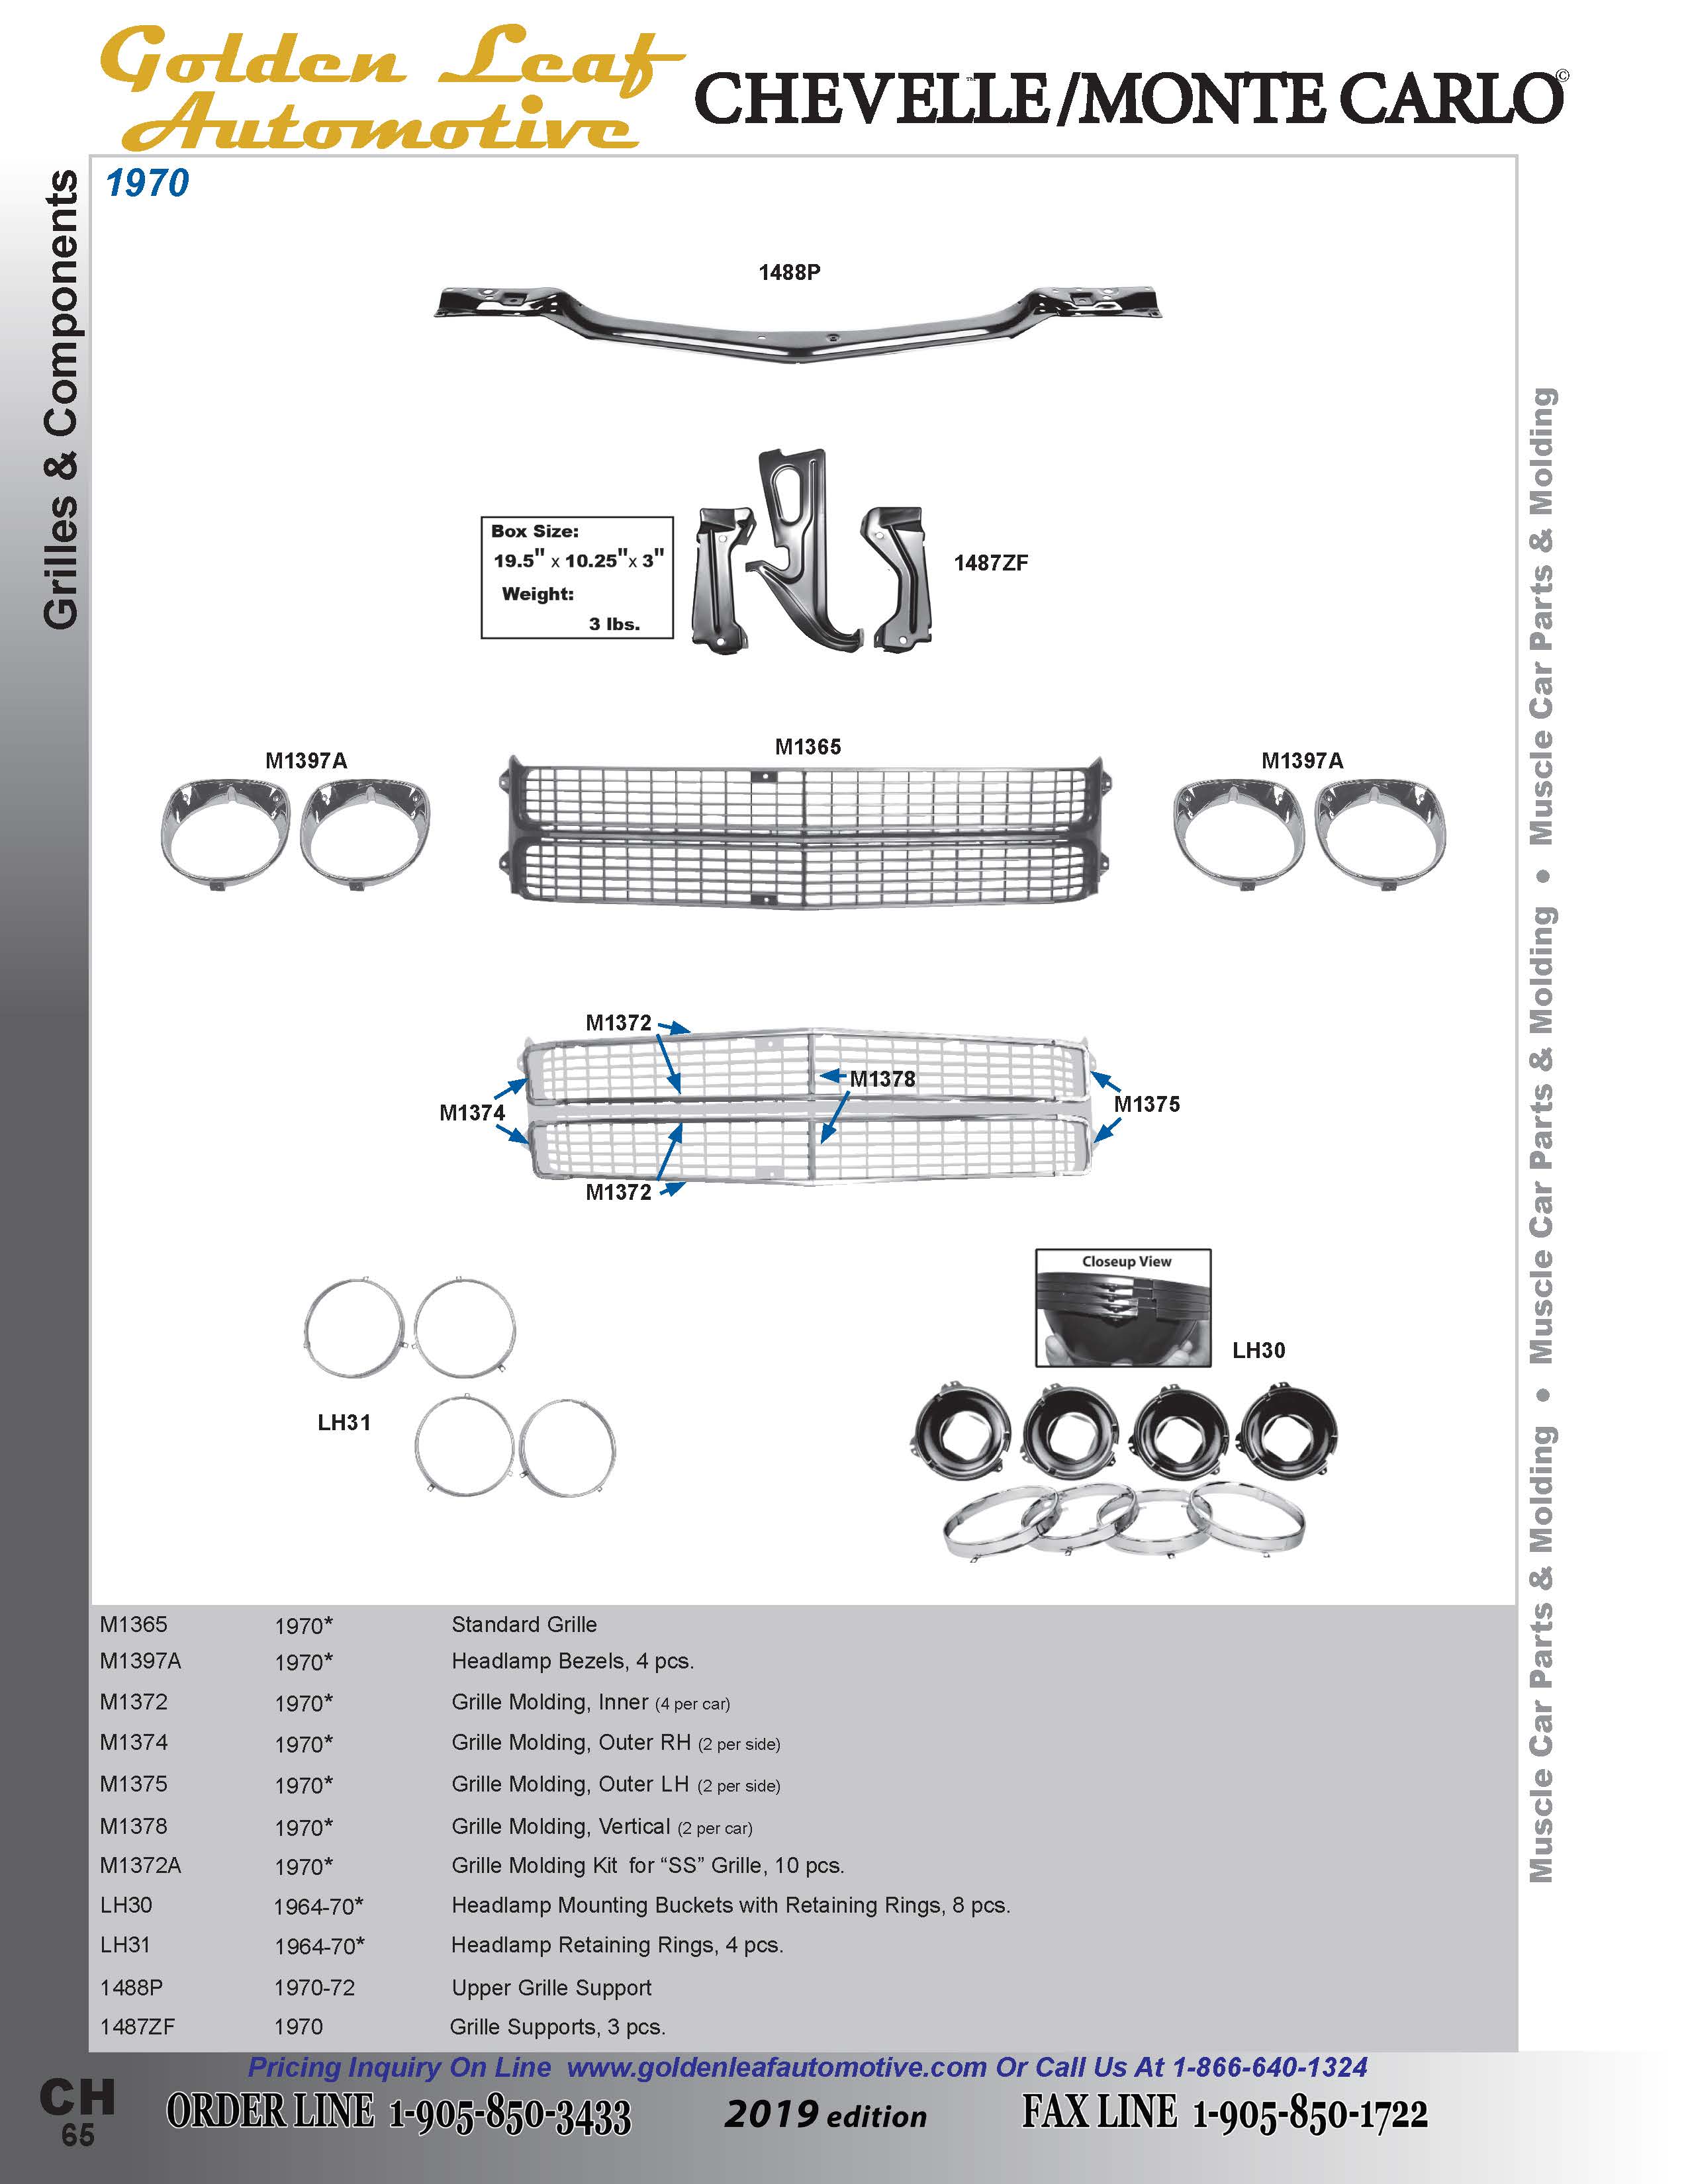 Golden Leaf
Automotive
CHEVELLE/MONTE CARLO©
™
Grilles & Components
1970
1488P
Box Size:
19.5" x 10.25"x 3"
Weight:
3 lbs.
1487ZF
M1397A
M1365
M1397A
M1372
M1378
M1374
M1375
M1372
Closeup View
LH30
LH31
M1365 1970* Standard Grille
M1397A 1970* Headlamp Bezels, 4 pcs.
M1372 1970* Grille Molding, Inner (4 per car)
M1374 1970* Grille Molding, Outer RH (2 per side)
M1375 1970* Grille Molding, Outer LH (2 per side)
M1378 1970* Grille Molding, Vertical (2 per car)
M1372A 1970* Grille Molding Kit for “SS” Grille, 10 pcs.
LH30 1964-70* Headlamp Mounting Buckets with Retaining Rings, 8 pcs.
LH31 1964-70* Headlamp Retaining Rings, 4 pcs.
1488P 1970-72 Upper Grille Support
1487ZF 1970 Grille Supports, 3 pcs.
Muscle Car Parts & Molding • Muscle Car Parts & Molding • Muscle Car Parts & Molding
Pricing Inquiry On Line www.goldenleafautomotive.com Or Call Us At 1-866-640-1324
CH
65
ORDER LINE 1-905-850-3433 2019 edition FAX LINE 1-905-850-1722